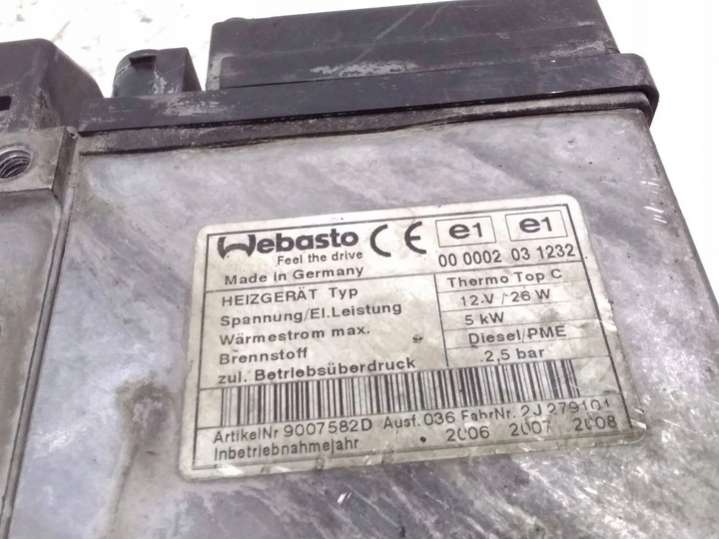 Webasto CE e1 e1
Feel the drive 00 0002 03 1232
Made in Germany
HEIZGERÄT Typ Thermo Top C
Spannung/El.Leistung 12 V / 26 W
Wärmestrom max. 5 kW
Brennstoff Diesel/PME
zul. Betriebsüberdruck 2,5 bar
ArtikelNr 9007582D Ausf. 036 FahrNr. 2J 279101
Inbetriebnahmejahr 2006 2007 2008